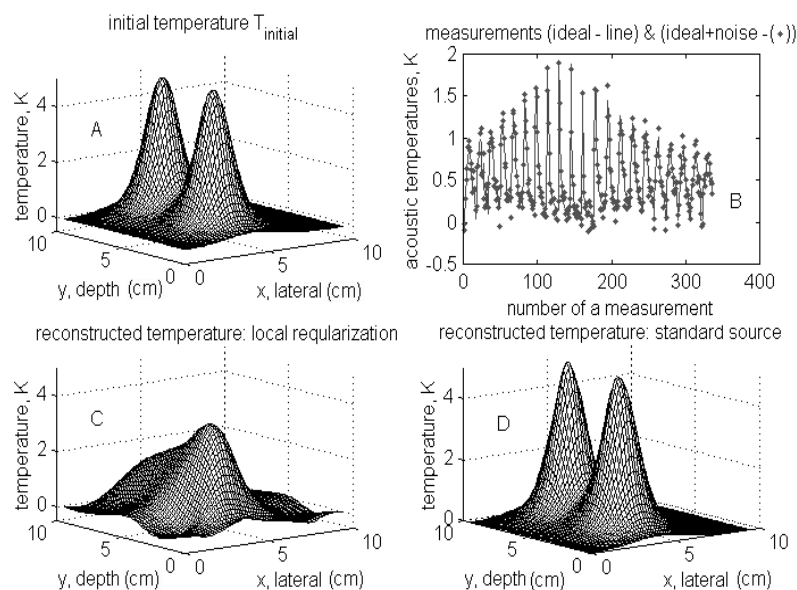 initial temperature T initial
temperature, K
4
2
0
10
5
0
y, depth (cm)
0
5
10
x, lateral (cm)
A
measurements (ideal - line) & (ideal+noise -(⬥))
acoustic temperatures, K
2
1.5
1
0.5
0
-0.5
0
100
200
300
400
number of a measurement
B
reconstructed temperature: local reqularization
temperature, K
4
2
0
10
5
0
y, depth (cm)
0
5
10
x, lateral (cm)
C
reconstructed temperature: standard source
temperature, K
4
2
0
10
5
0
y, depth (cm)
0
5
10
x, lateral (cm)
D